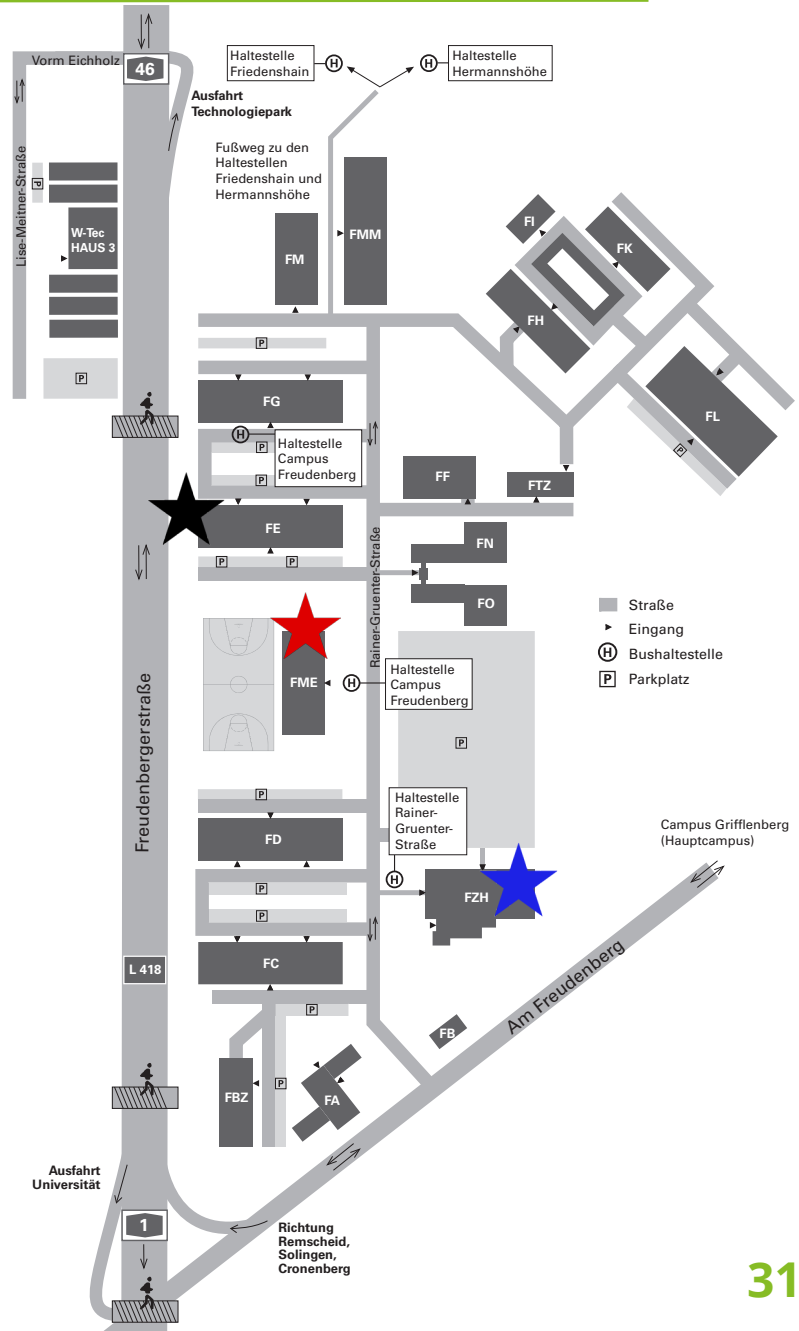 Vorm Eichholz
46
Haltestelle
Friedenshain
H
H
Haltestelle
Hermannshöhe
Ausfahrt
Technologiepark
Lise-Meitner-Straße
P
W-Tec
HAUS 3
P
Fußweg zu den
Haltestellen
Friedenshain und
Hermannshöhe
FM
FMM
FI
FK
FH
FL
P
P
FG
H
Haltestelle
Campus
Freudenberg
P
P
FF
FTZ
FE
P
P
FN
FO
Rainer-Gruenter-Straße
Straße
Eingang
H
Bushaltestelle
P
Parkplatz
FME
H
Haltestelle
Campus
Freudenberg
P
Freudenbergerstraße
P
FD
Haltestelle
Rainer-
Gruenter-
Straße
H
P
P
FZH
Campus Grifflenberg
(Hauptcampus)
L 418
FC
P
FB
Am Freudenberg
FBZ
P
FA
Ausfahrt
Universität
1
Richtung
Remscheid,
Solingen,
Cronenberg
31